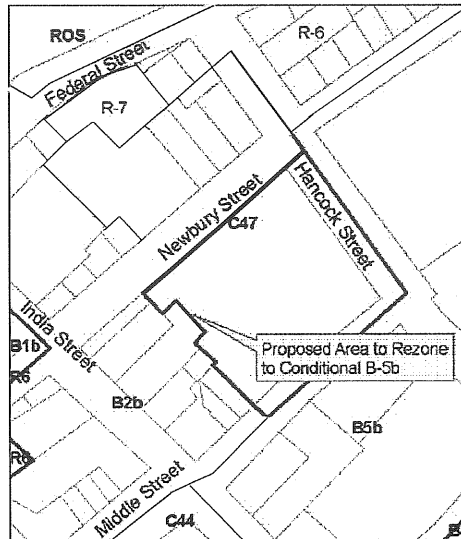 ROS
R-6
Federal Street
R-7
Newbury Street
C47
Hancock Street
India Street
B1b
R6
Proposed Area to Rezone
to Conditional B-5b
B2b
B5b
R6
Middle Street
C44
B